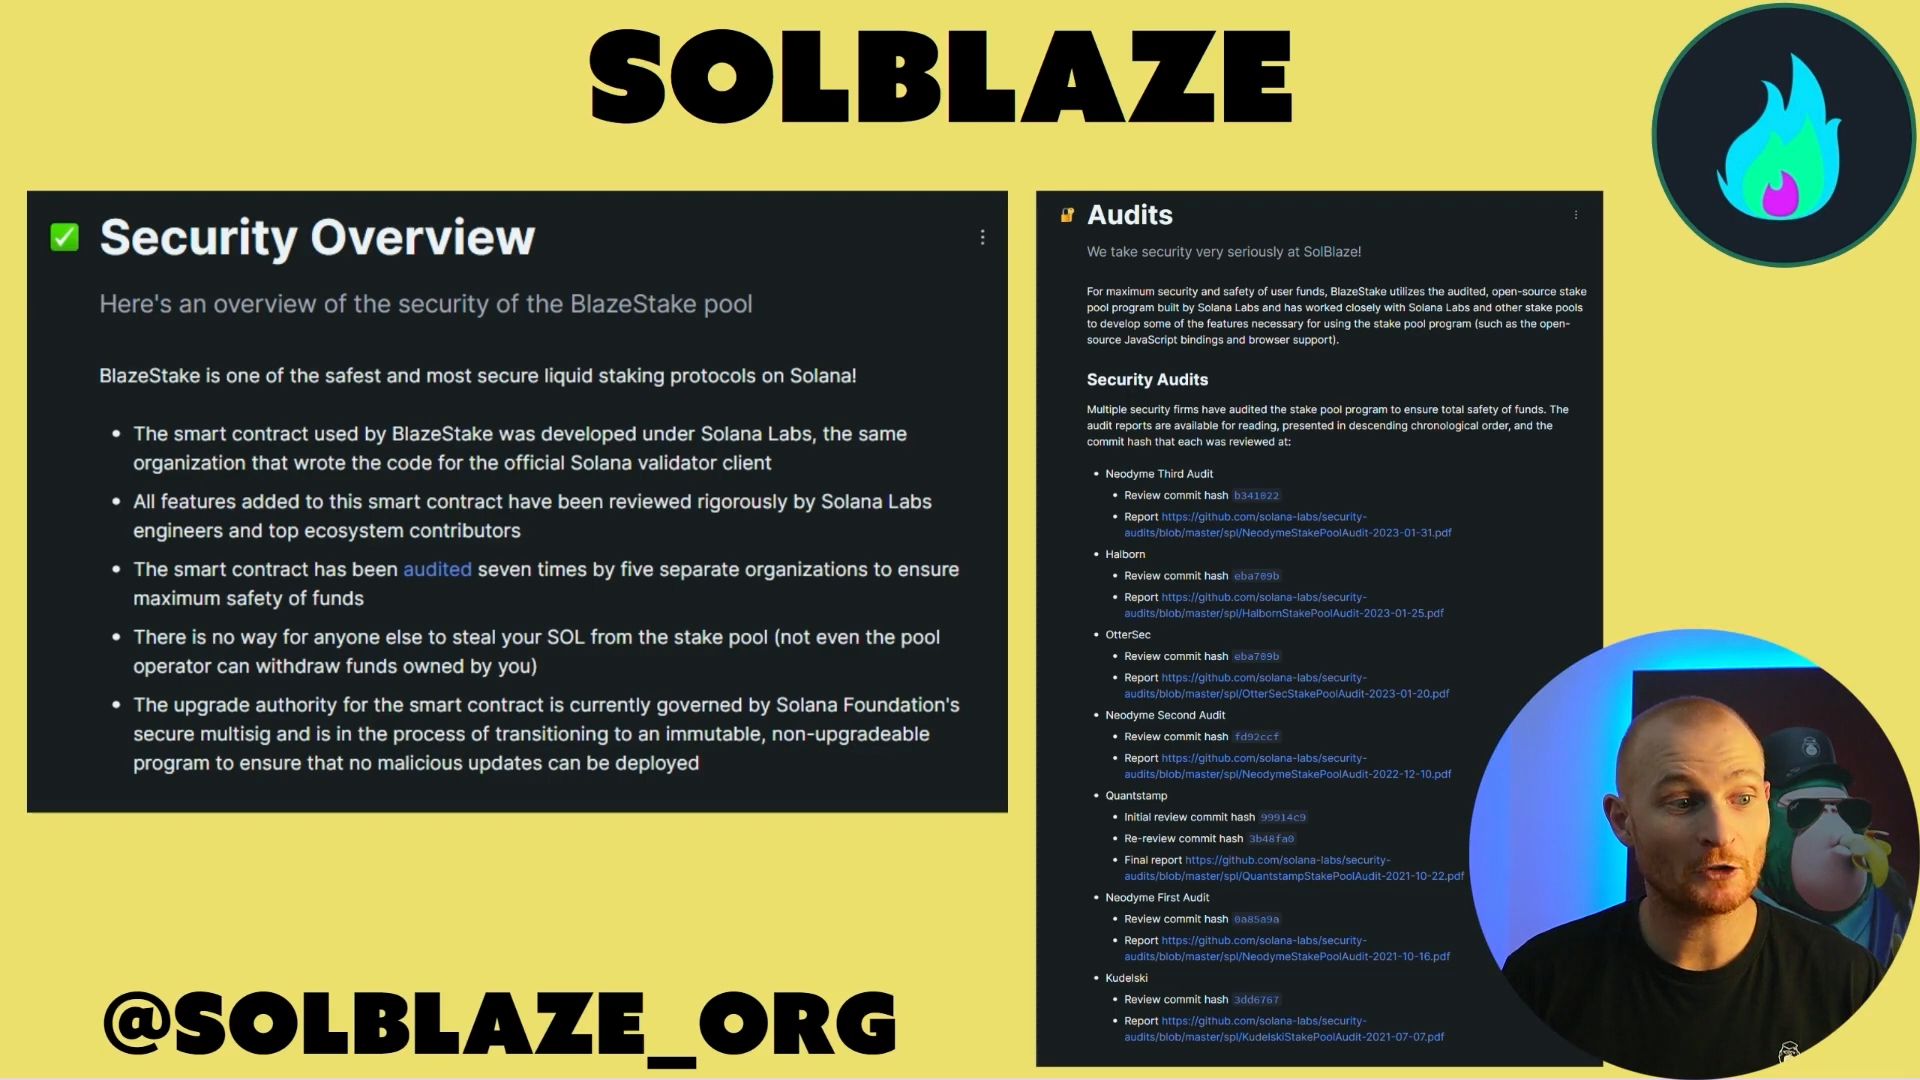 SOLBLAZE
Security Overview
Here's an overview of the security of the BlazeStake pool
BlazeStake is one of the safest and most secure liquid staking protocols on Solana!
• The smart contract used by BlazeStake was developed under Solana Labs, the same
organization that wrote the code for the official Solana validator client
• All features added to this smart contract have been reviewed rigorously by Solana Labs
engineers and top ecosystem contributors
• The smart contract has been audited seven times by five separate organizations to ensure
maximum safety of funds
• There is no way for anyone else to steal your SOL from the stake pool (not even the pool
operator can withdraw funds owned by you)
• The upgrade authority for the smart contract is currently governed by Solana Foundation's
secure multisig and is in the process of transitioning to an immutable, non-upgradeable
program to ensure that no malicious updates can be deployed
Audits
We take security very seriously at SolBlaze!
For maximum security and safety of user funds, BlazeStake utilizes the audited, open-source stake
pool program built by Solana Labs and has worked closely with Solana Labs and other stake pools
to develop some of the features necessary for using the stake pool program (such as the open-
source JavaScript bindings and browser support).
Security Audits
Multiple security firms have audited the stake pool program to ensure total safety of funds. The
audit reports are available for reading, presented in descending chronological order, and the
commit hash that each was reviewed at:
• Neodyme Third Audit
• Review commit hash b341022
• Report https://github.com/solana-labs/security-
audits/blob/master/spl/NeodymeStakePoolAudit-2023-01-31.pdf
• Halborn
• Review commit hash eba709b
• Report https://github.com/solana-labs/security-
audits/blob/master/spl/HalbornStakePoolAudit-2023-01-25.pdf
• OtterSec
• Review commit hash eba709b
• Report https://github.com/solana-labs/security-
audits/blob/master/spl/OtterSecStakePoolAudit-2023-01-20.pdf
• Neodyme Second Audit
• Review commit hash fd92ccf
• Report https://github.com/solana-labs/security-
audits/blob/master/spl/NeodymeStakePoolAudit-2022-12-10.pdf
• Quantstamp
• Initial review commit hash 99914c9
• Re-review commit hash 3b48fa0
• Final report https://github.com/solana-labs/security-
audits/blob/master/spl/QuantstampStakePoolAudit-2021-10-22.pdf
• Neodyme First Audit
• Review commit hash 0a85a9a
• Report https://github.com/solana-labs/security-
audits/blob/master/spl/NeodymeStakePoolAudit-2021-10-16.pdf
• Kudelski
• Review commit hash 3dd6767
• Report https://github.com/solana-labs/security-
audits/blob/master/spl/KudelskiStakePoolAudit-2021-07-07.pdf
@SOLBLAZE_ORG